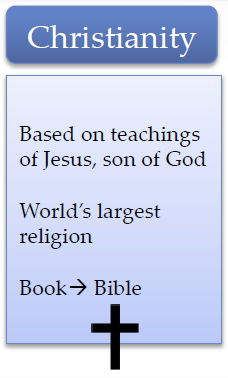 Christianity
Based on teachings
of Jesus, son of God
World’s largest
religion
Book→ Bible